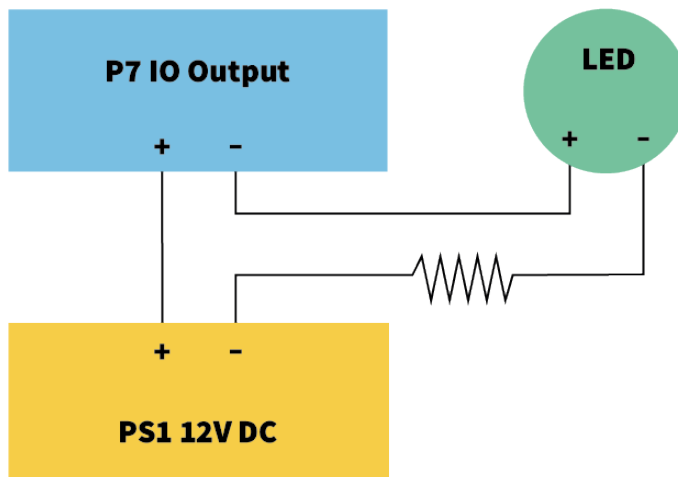 P7 IO Output
+ −
LED
+ −
+ −
PS1 12V DC